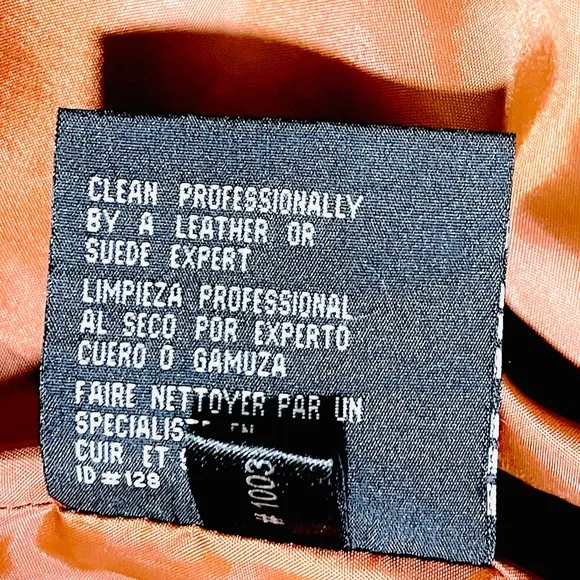 CLEAN PROFESSIONALLY
BY A LEATHER OR
SUEDE EXPERT
LIMPIEZA PROFESSIONAL
AL SECO POR EXPERTO
CUERO O GAMUZA
FAIRE NETTOYER PAR UN
CUIR ET
ID #128
#1003